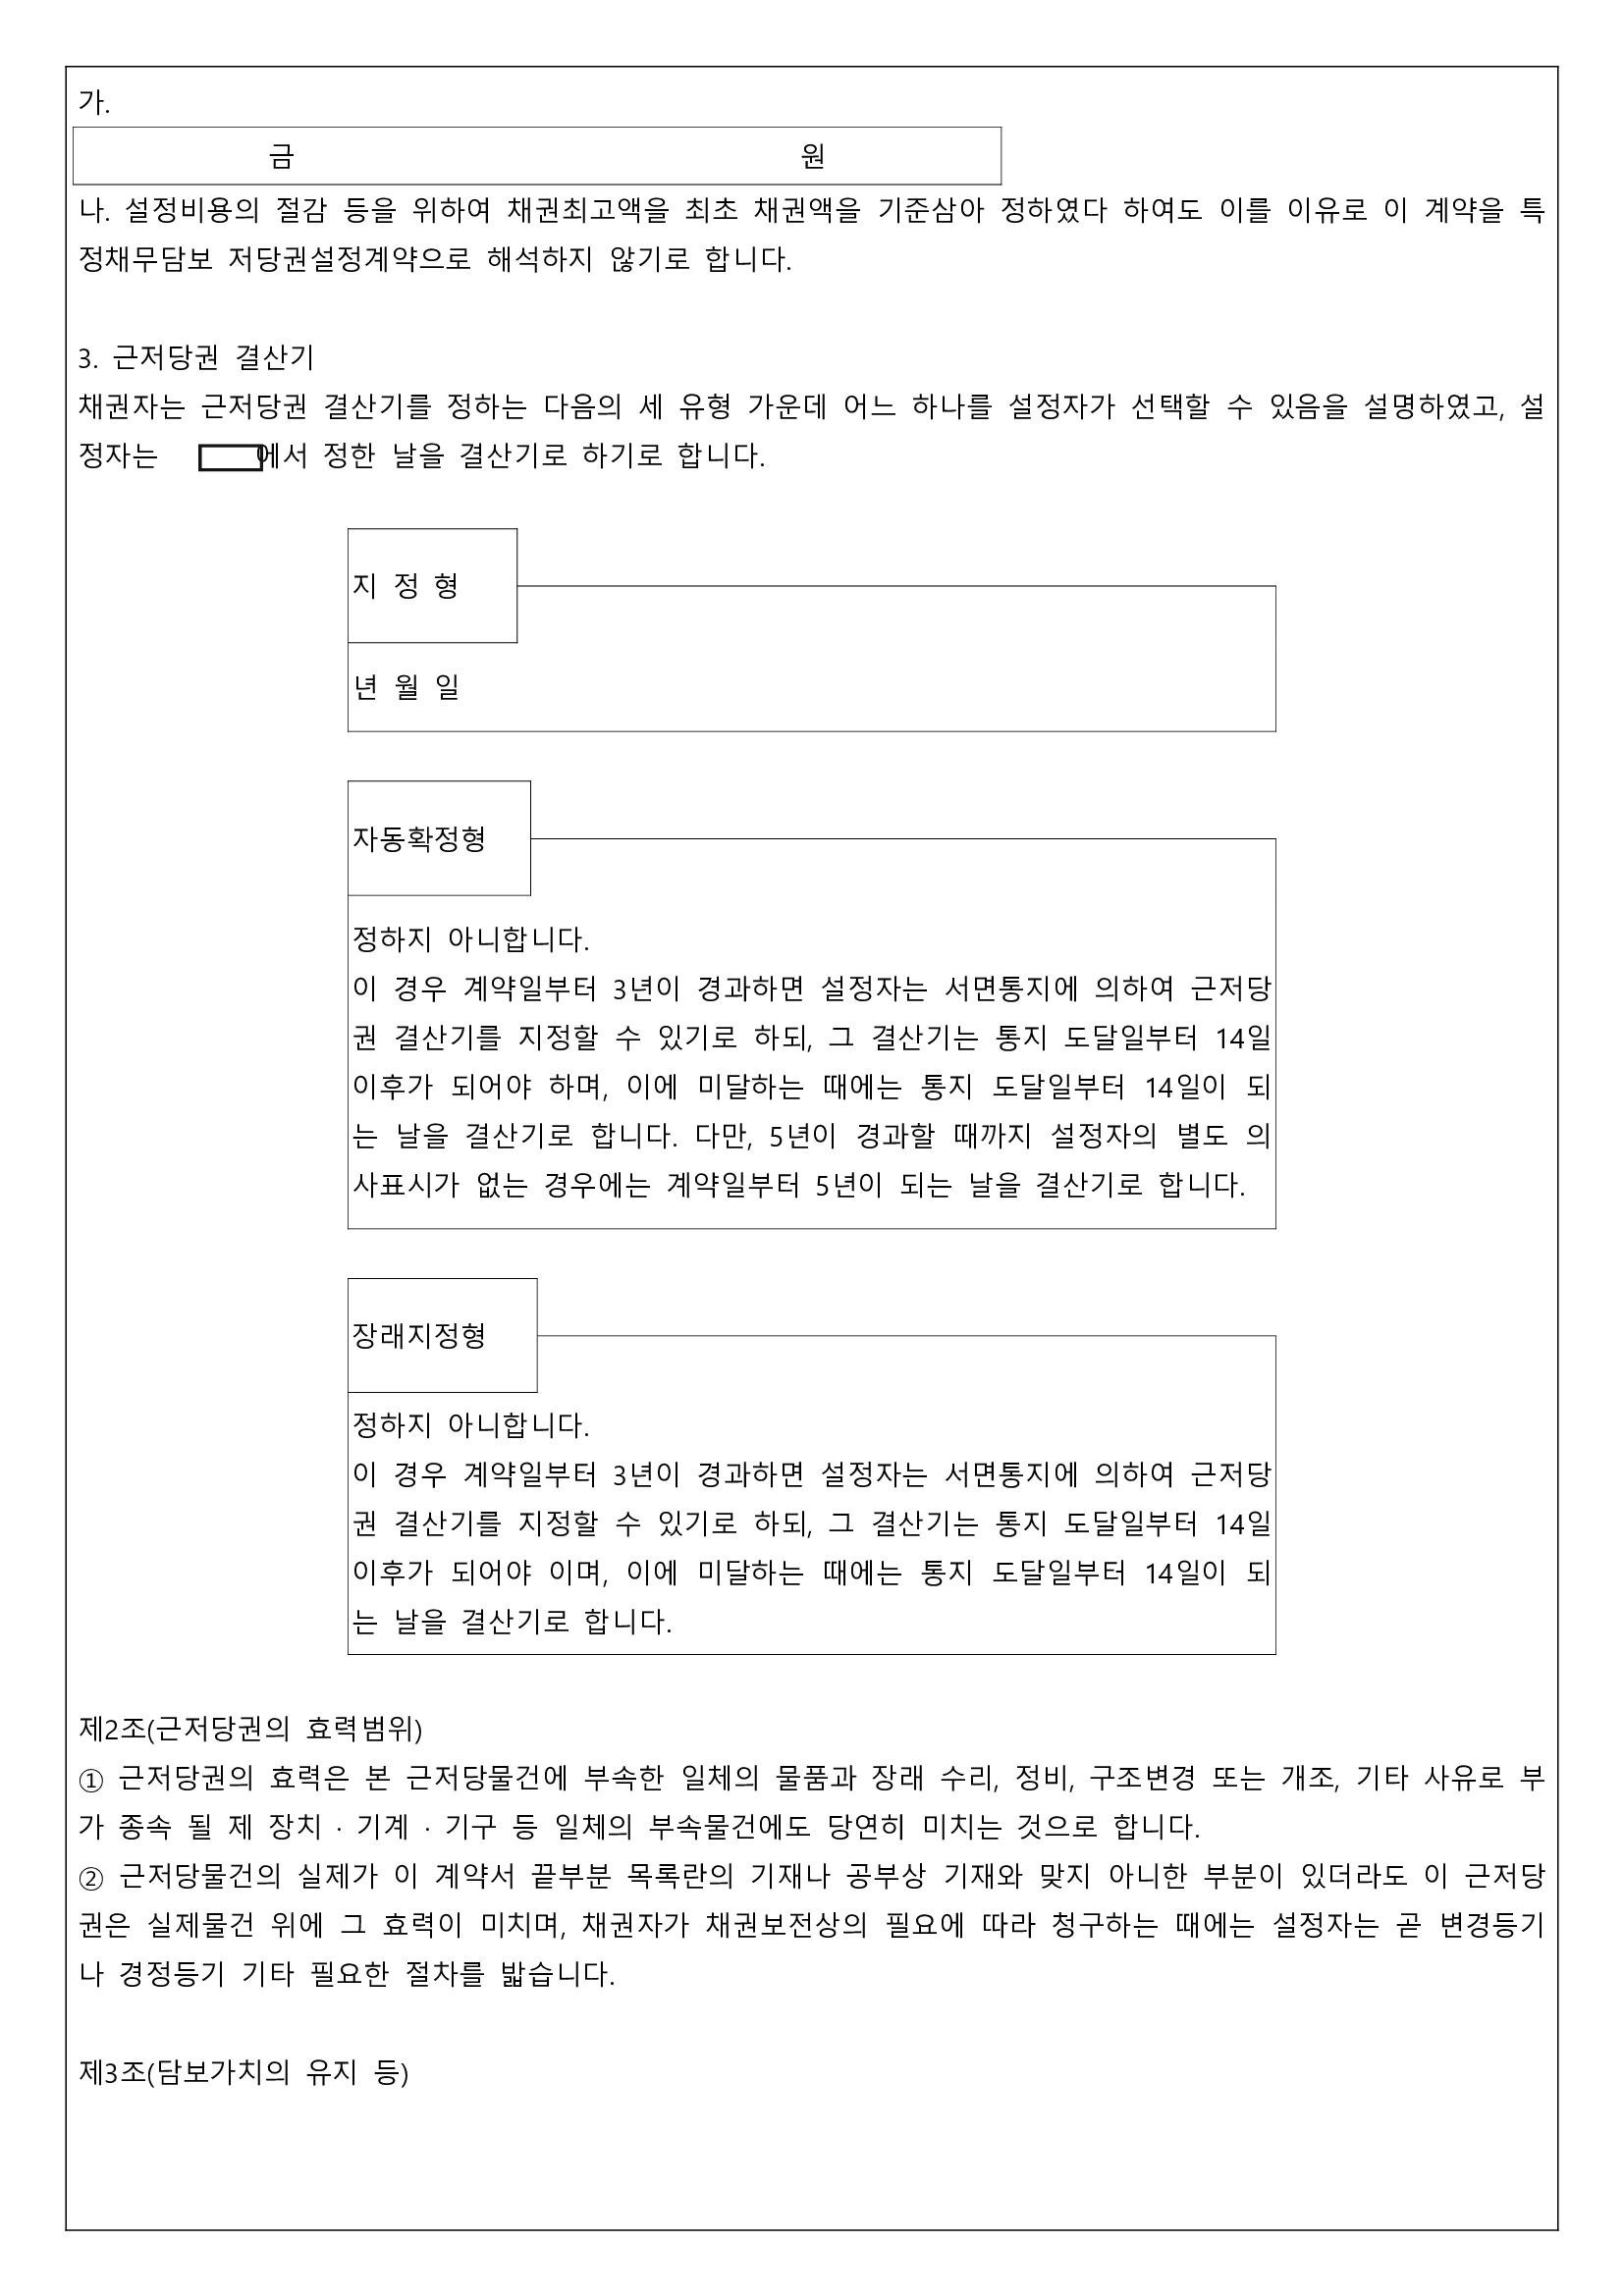 가.
금 원
나. 설정비용의 절감 등을 위하여 채권최고액을 최초 채권액을 기준삼아 정하였다 하여도 이를 이유로 이 계약을 특
정채무담보 저당권설정계약으로 해석하지 않기로 합니다.
3. 근저당권 결산기
채권자는 근저당권 결산기를 정하는 다음의 세 유형 가운데 어느 하나를 설정자가 선택할 수 있음을 설명하였고, 설
정자는 에서 정한 날을 결산기로 하기로 합니다.
지 정 형
년 월 일
자동확정형
정하지 아니합니다.
이 경우 계약일부터 3년이 경과하면 설정자는 서면통지에 의하여 근저당
권 결산기를 지정할 수 있기로 하되, 그 결산기는 통지 도달일부터 14일
이후가 되어야 하며, 이에 미달하는 때에는 통지 도달일부터 14일이 되
는 날을 결산기로 합니다. 다만, 5년이 경과할 때까지 설정자의 별도 의
사표시가 없는 경우에는 계약일부터 5년이 되는 날을 결산기로 합니다.
장래지정형
정하지 아니합니다.
이 경우 계약일부터 3년이 경과하면 설정자는 서면통지에 의하여 근저당
권 결산기를 지정할 수 있기로 하되, 그 결산기는 통지 도달일부터 14일
이후가 되어야 이며, 이에 미달하는 때에는 통지 도달일부터 14일이 되
는 날을 결산기로 합니다.
제2조(근저당권의 효력범위)
① 근저당권의 효력은 본 근저당물건에 부속한 일체의 물품과 장래 수리, 정비, 구조변경 또는 개조, 기타 사유로 부
가 종속 될 제 장치 · 기계 · 기구 등 일체의 부속물건에도 당연히 미치는 것으로 합니다.
② 근저당물건의 실제가 이 계약서 끝부분 목록란의 기재나 공부상 기재와 맞지 아니한 부분이 있더라도 이 근저당
권은 실제물건 위에 그 효력이 미치며, 채권자가 채권보전상의 필요에 따라 청구하는 때에는 설정자는 곧 변경등기
나 경정등기 기타 필요한 절차를 밟습니다.
제3조(담보가치의 유지 등)